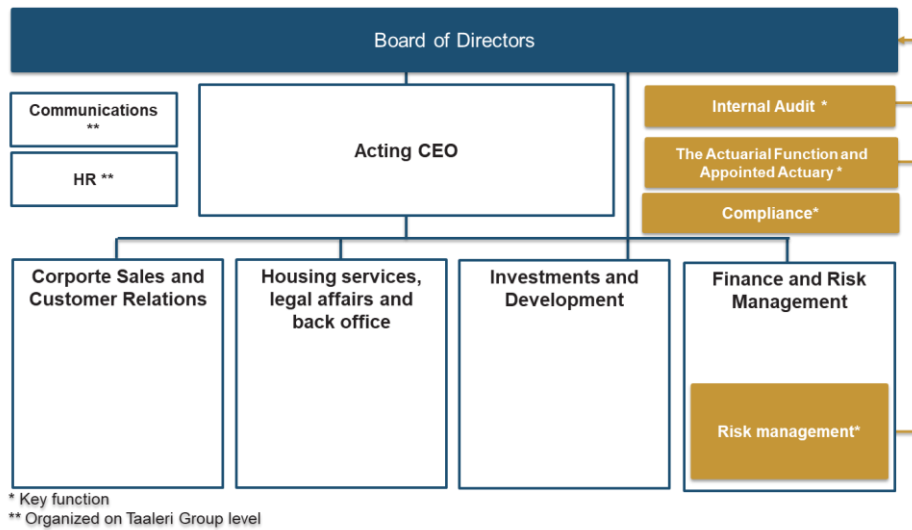 Board of Directors
Communications
**
HR **
Acting CEO
Internal Audit *
The Actuarial Function and
Appointed Actuary *
Compliance*
Corporte Sales and
Customer Relations
Housing services,
legal affairs and
back office
Investments and
Development
Finance and Risk
Management
Risk management*
* Key function
** Organized on Taaleri Group level